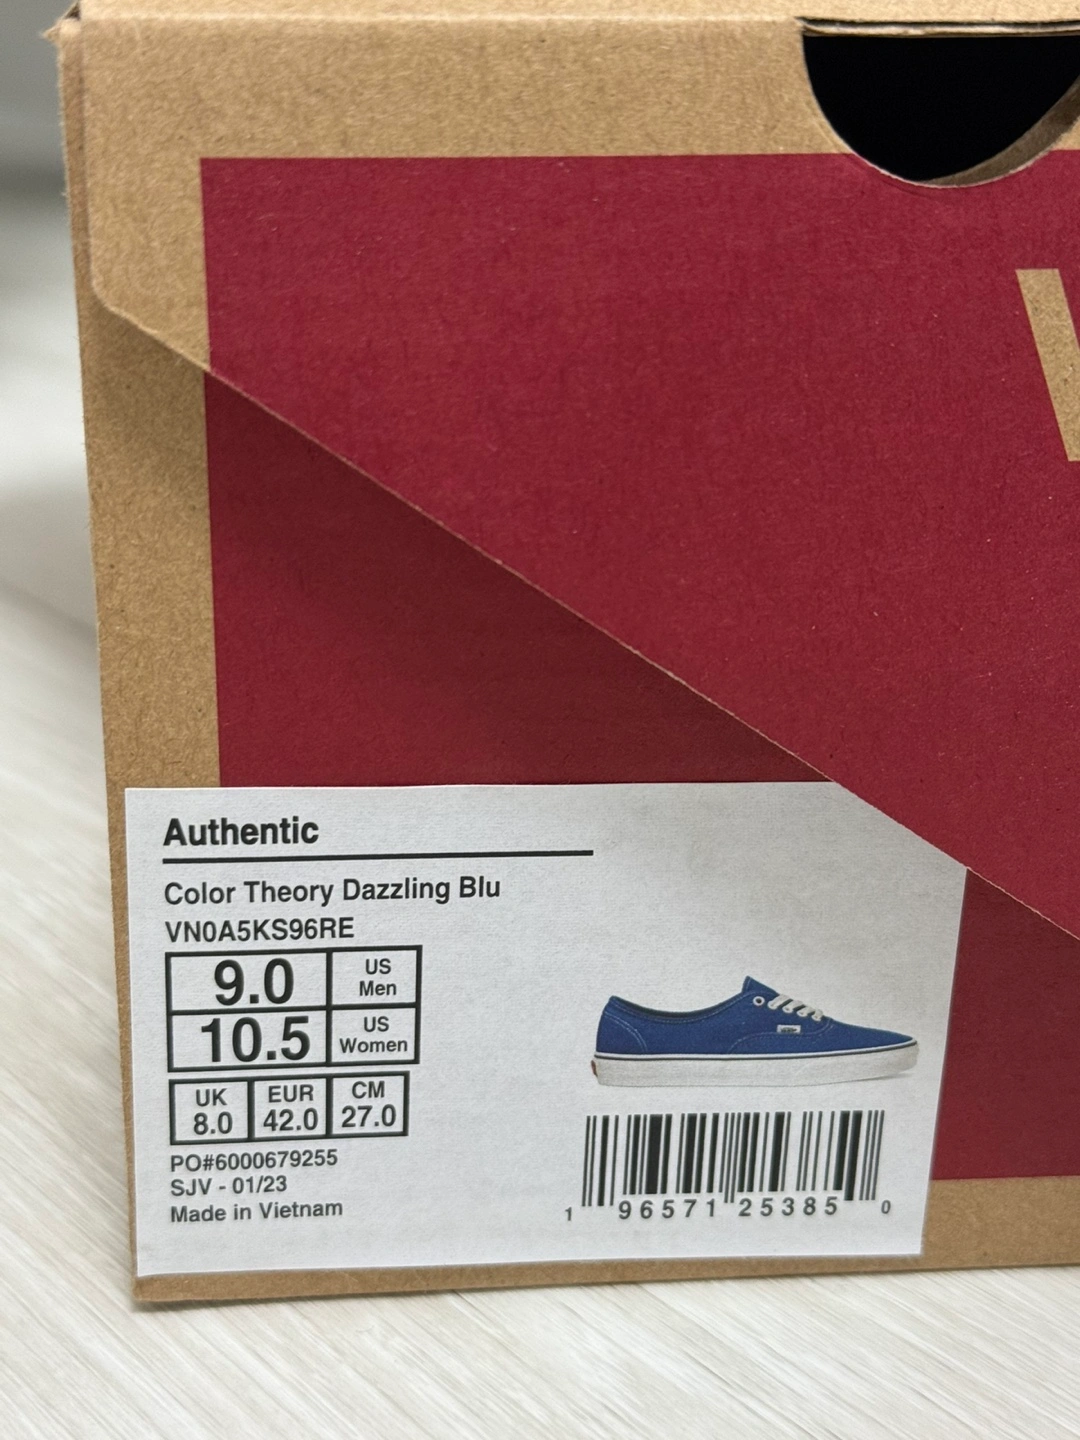 V
Authentic
Color Theory Dazzling Blu
VN0A5KS96RE
9.0 US Men
10.5 US Women
UK EUR CM
8.0 42.0 27.0
PO#6000679255
SJV - 01/23
Made in Vietnam
1 96571 25385 0